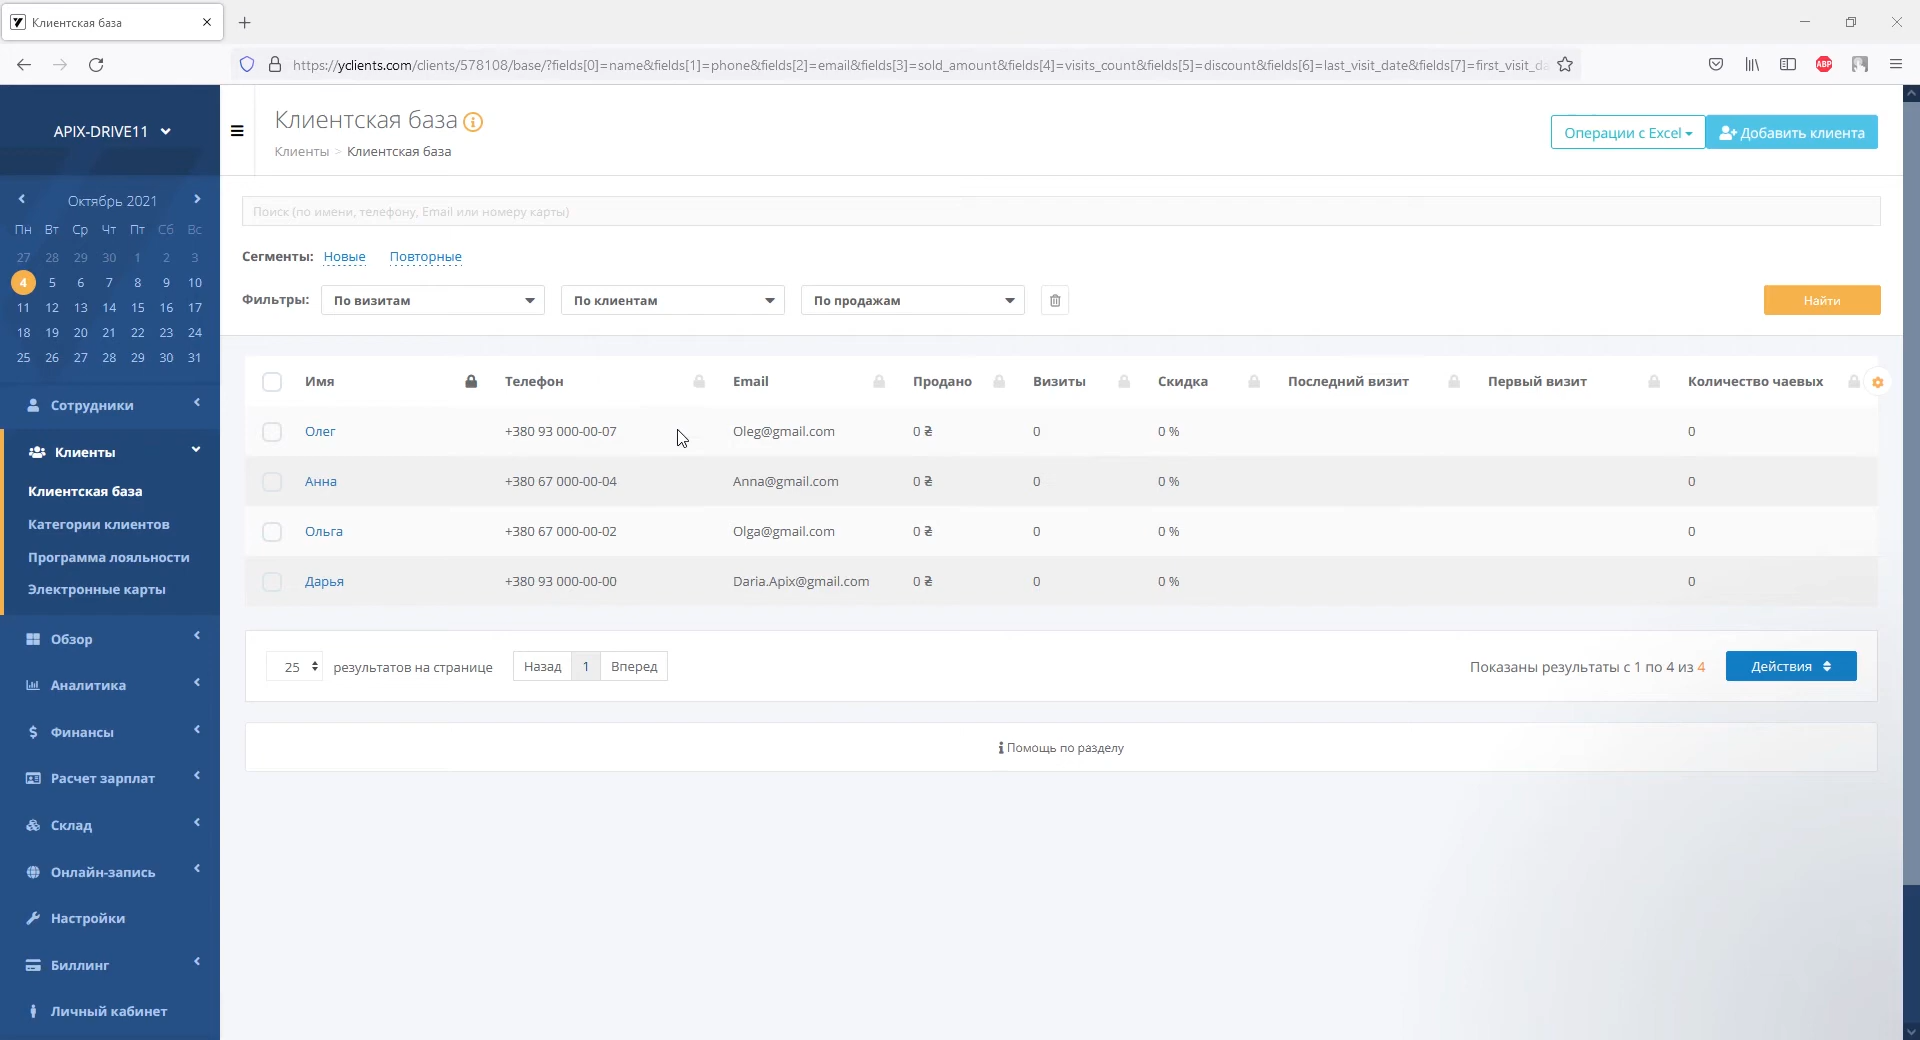 Клиентская база
https://yclients.com/clients/578108/base/?fields[0]=name&fields[1]=phone&fields[2]=email&fields[3]=sold_amount&fields[4]=visits_count&fields[5]=discount&fields[6]=last_visit_date&fields[7]=first_visit_da
ABP
APIX-DRIVE11
Октябрь 2021
Пн Вт Ср Чт Пт Сб Вс
27 28 29 30 1 2 3
4 5 6 7 8 9 10
11 12 13 14 15 16 17
18 19 20 21 22 23 24
25 26 27 28 29 30 31
Сотрудники
Клиенты
Клиентская база
Категории клиентов
Программа лояльности
Электронные карты
Обзор
Аналитика
Финансы
Расчет зарплат
Склад
Онлайн-запись
Настройки
Биллинг
Личный кабинет
Клиентская база
Клиенты > Клиентская база
Операции с Excel
Добавить клиента
Поиск (по имени, телефону, Email или номеру карты)
Сегменты: Новые Повторные
Фильтры: По визитам По клиентам По продажам Найти
Имя Телефон Email Продано Визиты Скидка Последний визит Первый визит Количество чаевых
Олег +380 93 000-00-07 Oleg@gmail.com 0 ₴ 0 0 % 0
Анна +380 67 000-00-04 Anna@gmail.com 0 ₴ 0 0 % 0
Ольга +380 67 000-00-02 Olga@gmail.com 0 ₴ 0 0 % 0
Дарья +380 93 000-00-00 Daria.Apix@gmail.com 0 ₴ 0 0 % 0
25 результатов на странице Назад 1 Вперед Показаны результаты с 1 по 4 из 4 Действия
Помощь по разделу